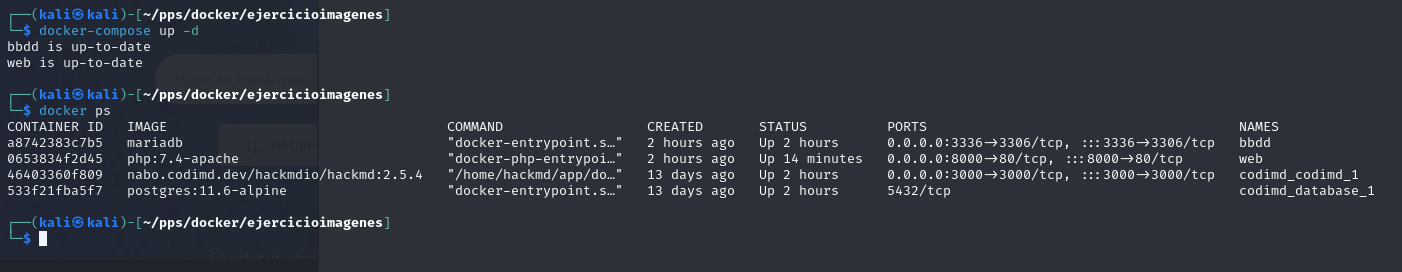 ┌──(kali㉿kali)-[~/pps/docker/ejercicioimagenes]
└─$ docker-compose up -d
bbdd is up-to-date
web is up-to-date
┌──(kali㉿kali)-[~/pps/docker/ejercicioimagenes]
└─$ docker ps
CONTAINER ID   IMAGE                                   COMMAND                  CREATED       STATUS          PORTS                                       NAMES
a8742383c7b5   mariadb                                 "docker-entrypoint.s…"   2 hours ago   Up 2 hours      0.0.0.0:3336→3306/tcp, :::3336→3306/tcp   bbdd
0653834f2d45   php:7.4-apache                          "docker-php-entrypoi…"   2 hours ago   Up 14 minutes   0.0.0.0:8000→80/tcp, :::8000→80/tcp       web
46403360f809   nabo.codimd.dev/hackmdio/hackmd:2.5.4   "/home/hackmd/app/do…"   13 days ago   Up 2 hours      0.0.0.0:3000→3000/tcp, :::3000→3000/tcp   codimd_codimd_1
533f21fba5f7   postgres:11.6-alpine                    "docker-entrypoint.s…"   13 days ago   Up 2 hours      5432/tcp                                    codimd_database_1
┌──(kali㉿kali)-[~/pps/docker/ejercicioimagenes]
└─$